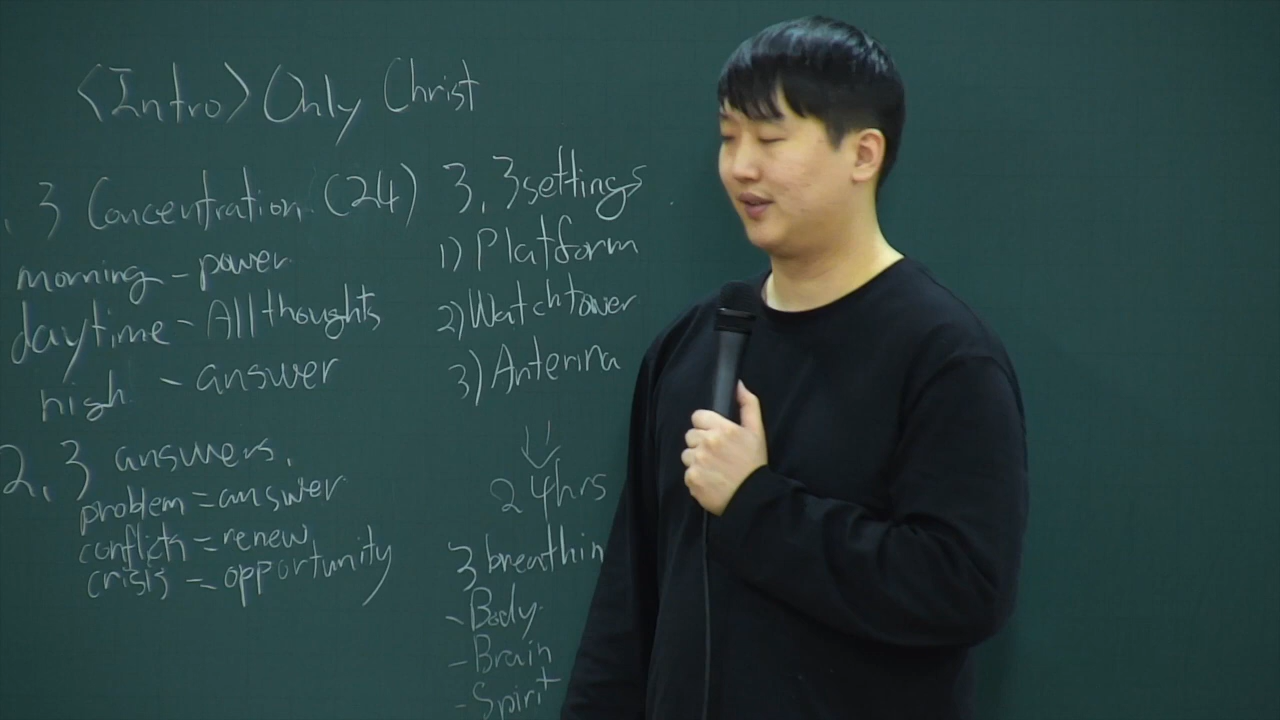 <Intro> Only Christ
. 3 Concentration (24)
morning - power
daytime - All thoughts
night - answer
2, 3 answers,
problem = answer
conflicts = renew
crisis = opportunity
3, 3 settings
1) Platform
2) Watchtower
3) Antenna
24hrs
3 breathin
- Body
- Brain
- Spirit